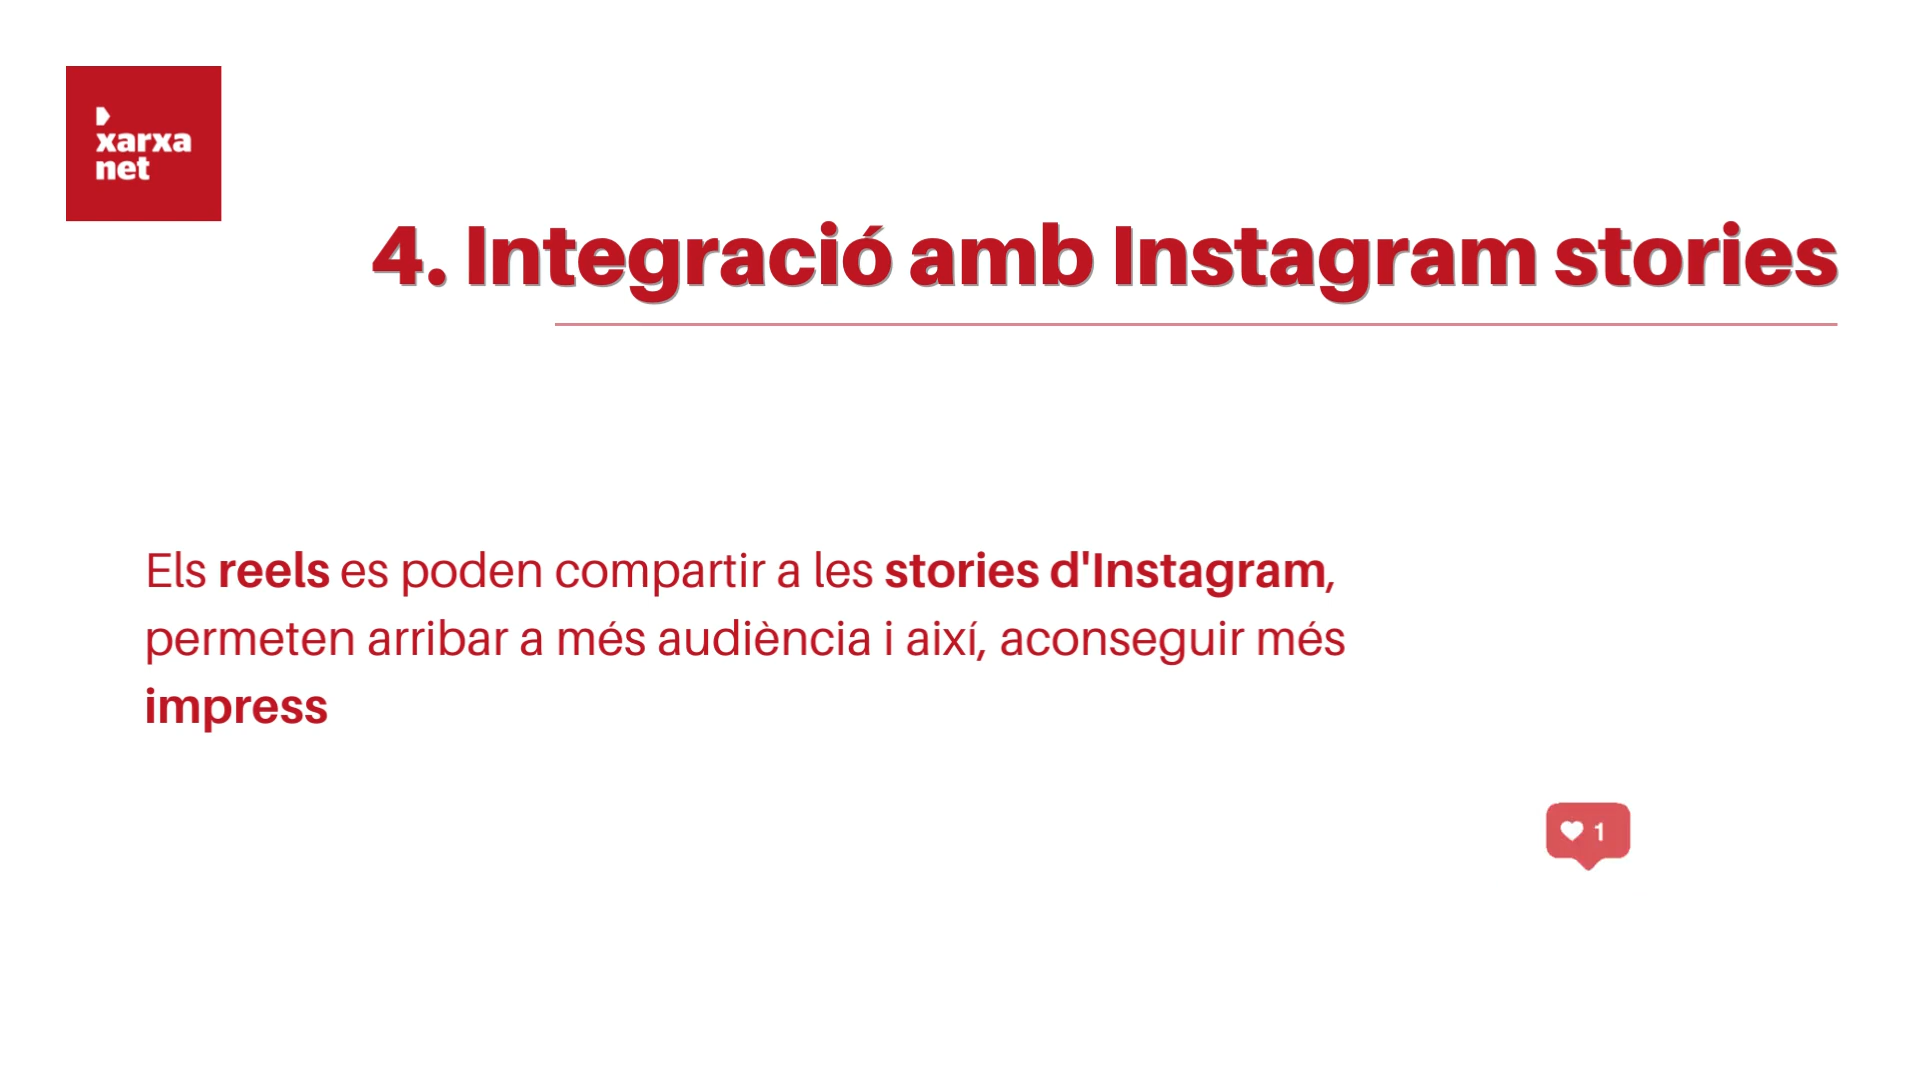 xarxa
net
4. Integració amb Instagram stories
Els reels es poden compartir a les stories d'Instagram,
permeten arribar a més audiència i així, aconseguir més
impress
1